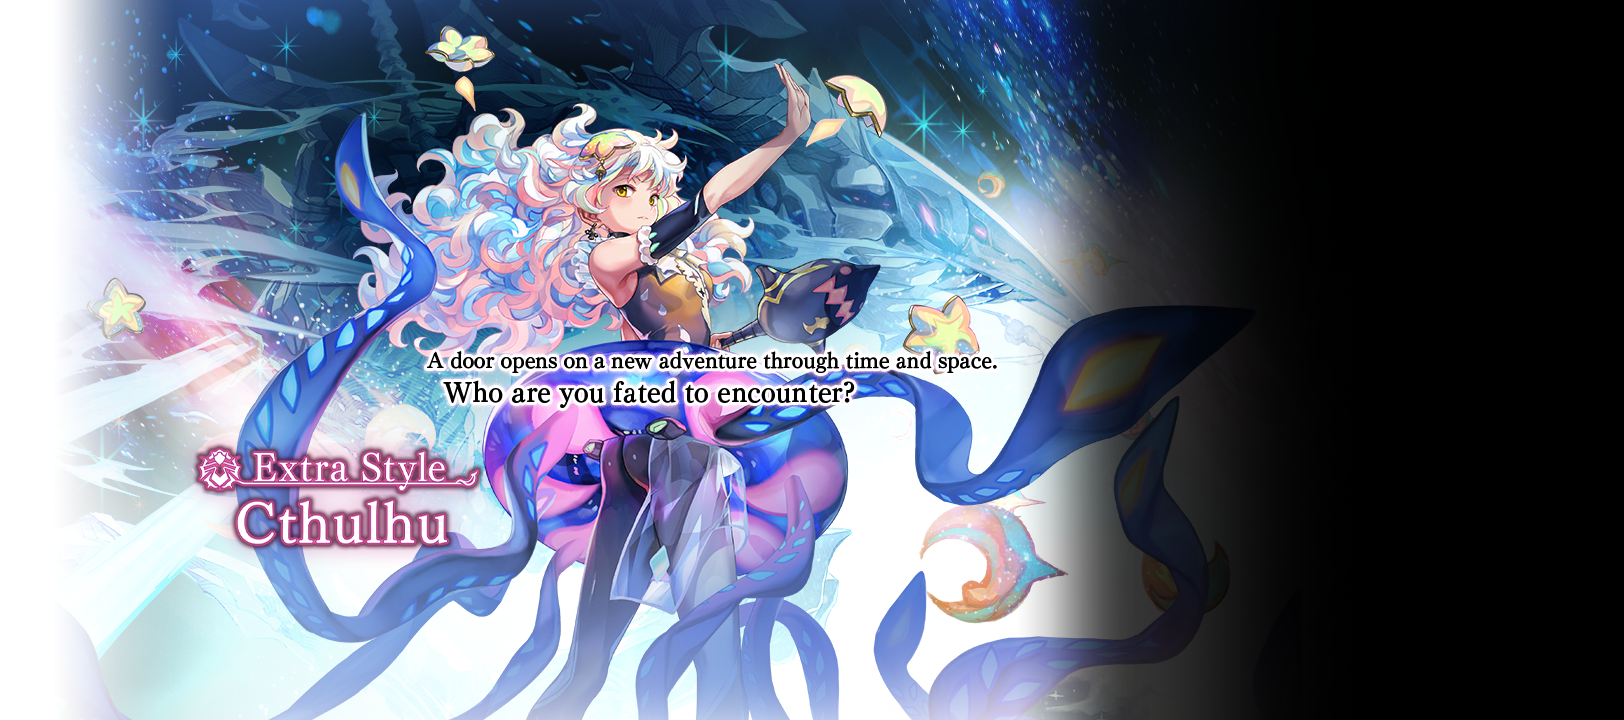 A door opens on a new adventure through time and space.
Who are you fated to encounter?
Extra Style
Cthulhu